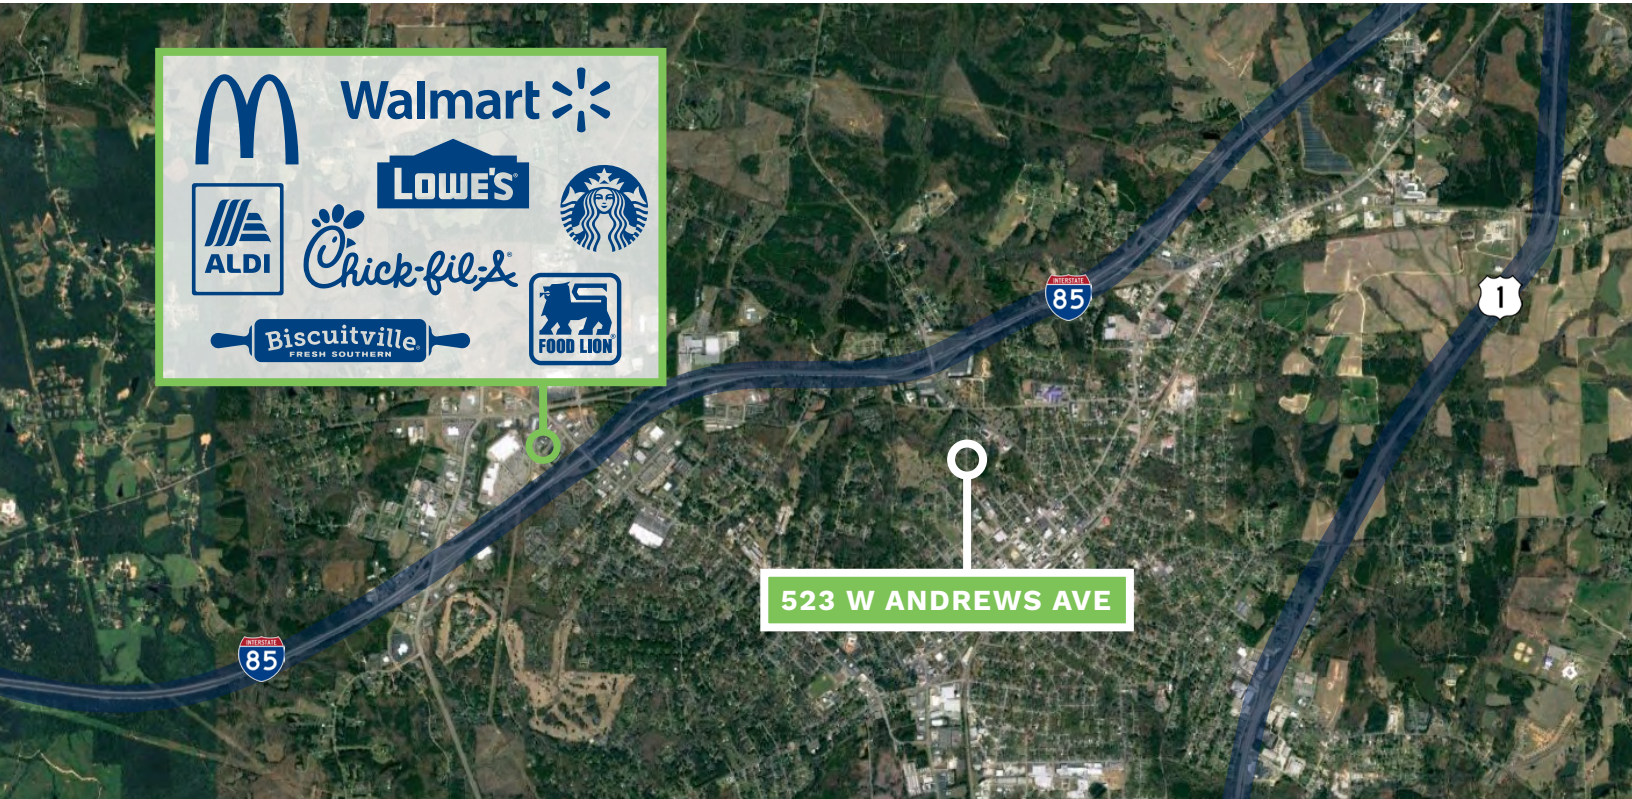 Walmart
LOWE'S®
ALDI
Chick-fil-A®
FOOD LION®
Biscuitville®
FRESH SOUTHERN
INTERSTATE
85
1
523 W ANDREWS AVE
INTERSTATE
85